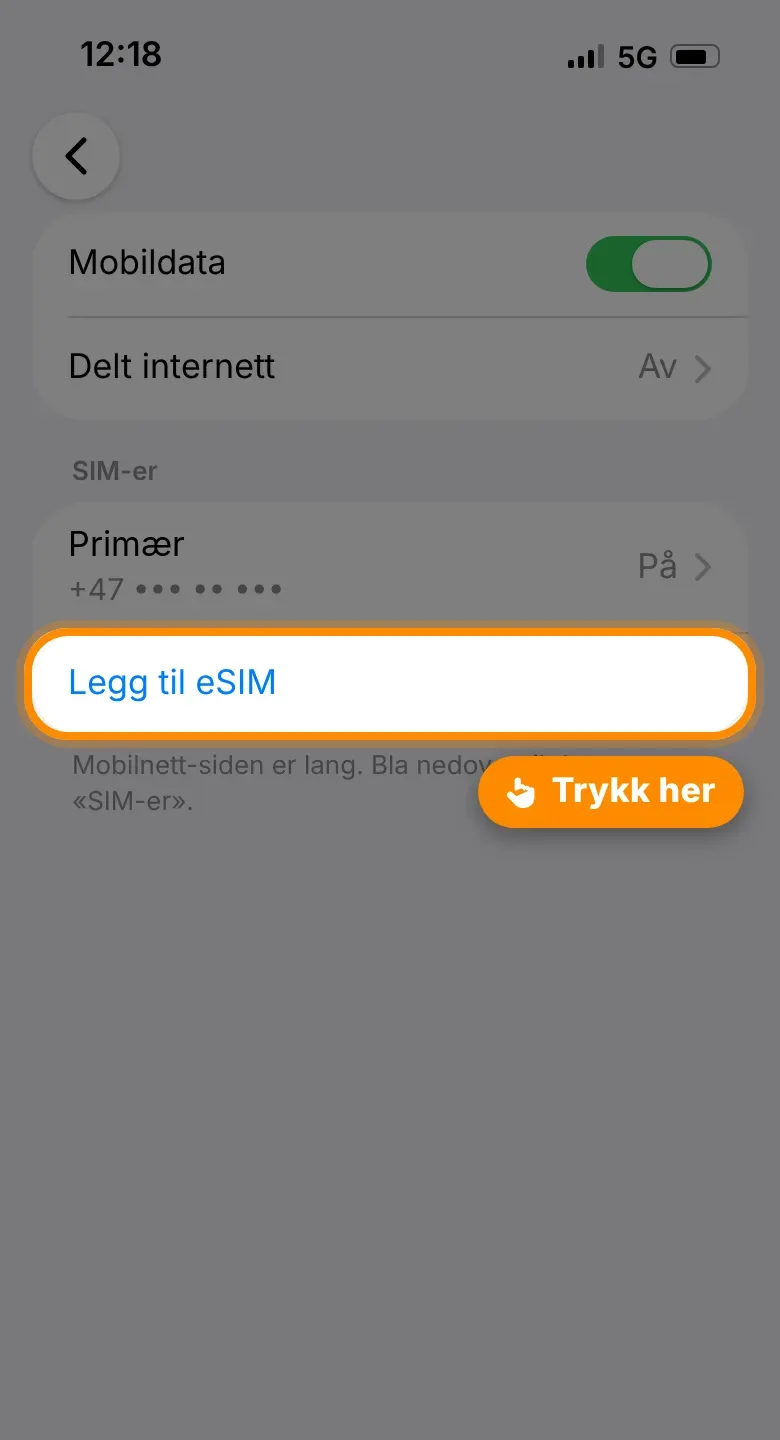 12:18
5G
Mobildata
Delt internett
Av
SIM-er
Primær
+47 ••• •• •••
På
Legg til eSIM
Mobilnett-siden er lang. Bla
«SIM-er».
Trykk her